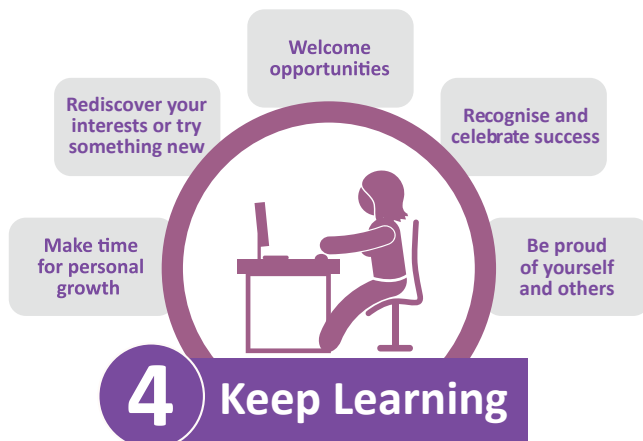 Welcome
opportunities
Rediscover your
interests or try
something new
Recognise and
celebrate success
Make time
for personal
growth
Be proud
of yourself
and others
4 Keep Learning